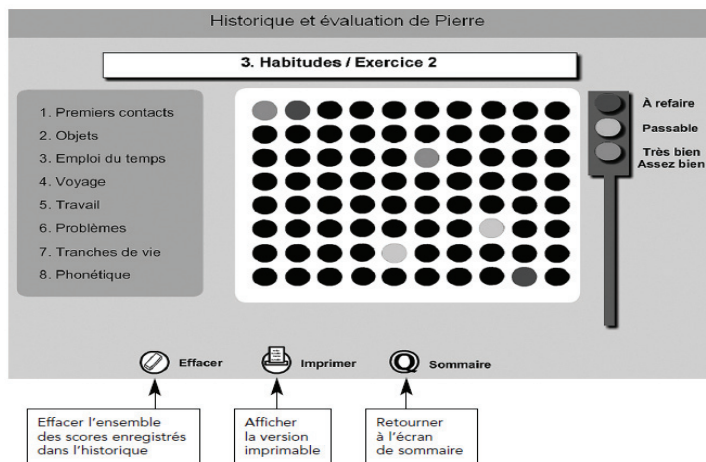 Historique et évaluation de Pierre
3. Habitudes / Exercice 2
1. Premiers contacts
2. Objets
3. Emploi du temps
4. Voyage
5. Travail
6. Problèmes
7. Tranches de vie
8. Phonétique
À refaire
Passable
Très bien
Assez bien
Effacer
Imprimer
Q Sommaire
Effacer l'ensemble
des scores enregistrés
dans l'historique
Afficher
la version
imprimable
Retourner
à l'écran
de sommaire